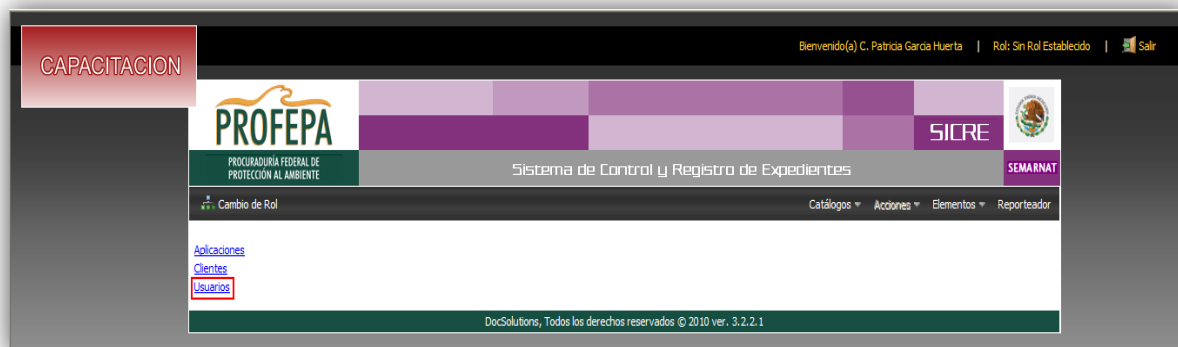 Bienvenido(a) C. Patricia Garcia Huerta | Rol: Sin Rol Establecido | Salir
CAPACITACION
PROFEPA
PROCURADURÍA FEDERAL DE
PROTECCIÓN AL AMBIENTE
SICRE
Sistema de Control y Registro de Expedientes
SEMARNAT
Cambio de Rol
Catálogos Acciones Elementos Reporteador
Aplicaciones
Clientes
Usuarios
DocSolutions, Todos los derechos reservados © 2010 ver. 3.2.2.1